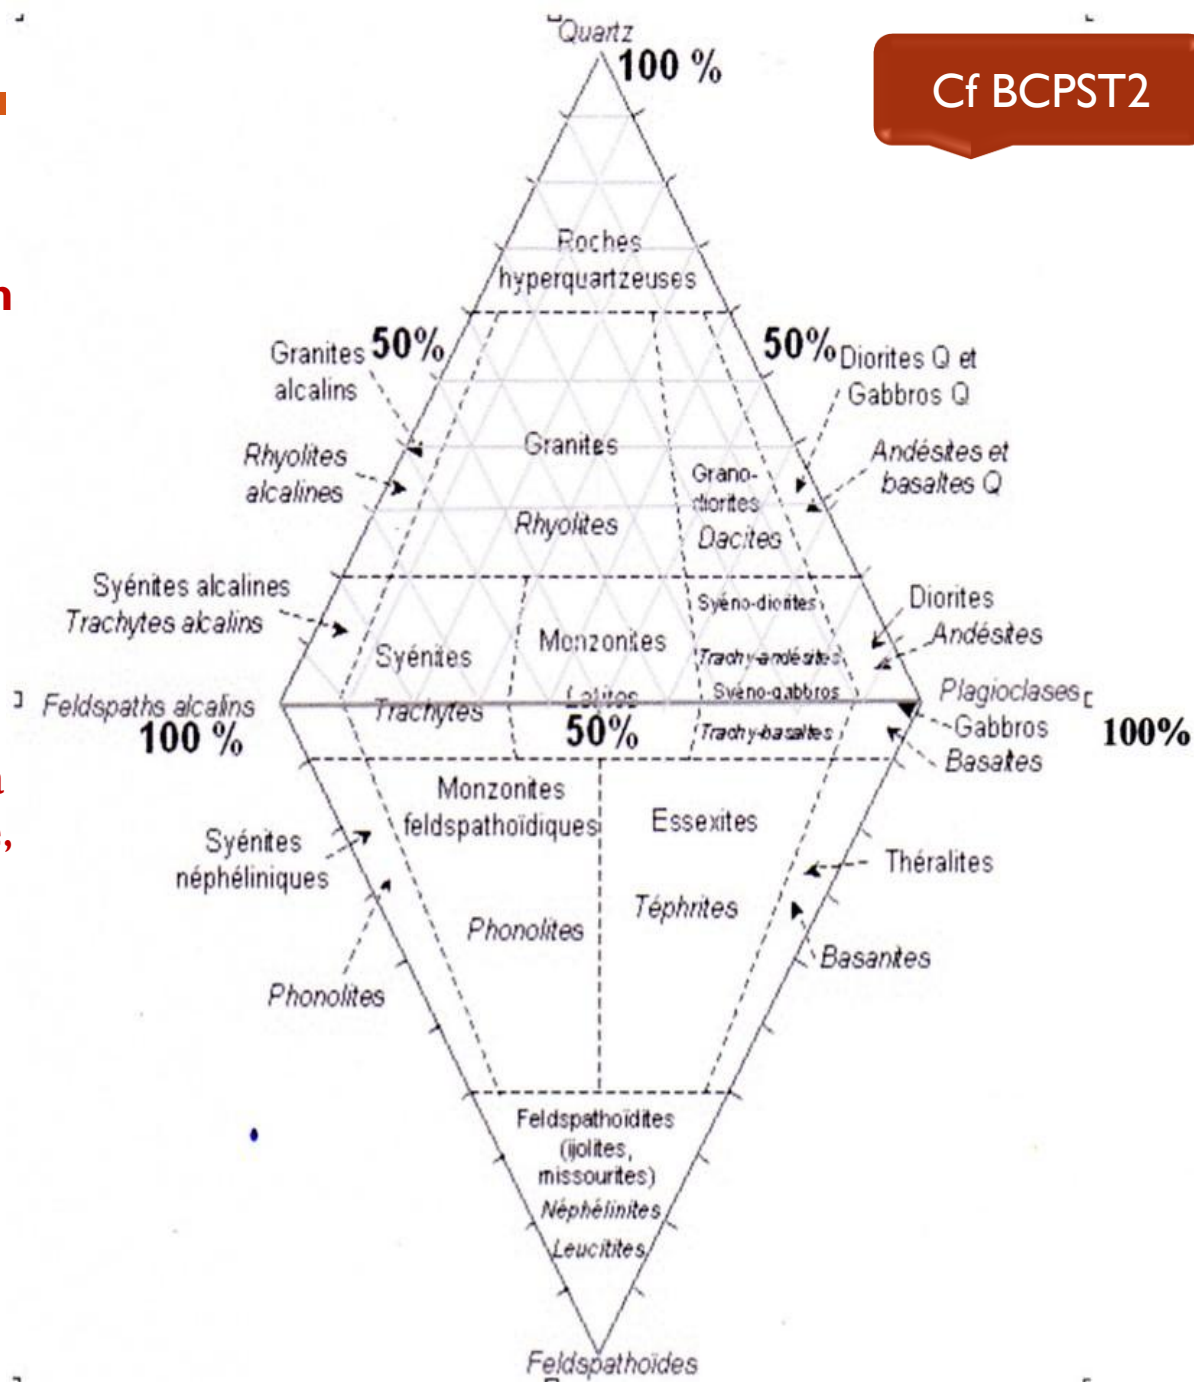 Quartz
100 %
Cf BCPST2
Roches
hyperquartzeuses
n
Granites
alcalins
50%
50%
Diorites Q et
Gabbros Q
Rhyolites
alcalines
Granites
Andésites et
basaltes Q
Grano-
diorites
Rhyolites
Dacites
Syénites alcalines
Trachytes alcalins
Syéno-diorites
Diorites
Andésites
Syénites
Monzonites
Trachy-andésites
Feldspaths alcalins
100 %
Trachytes
Latites
50%
Syéno-gabbros
Trachy-basaltes
Plagioclases
100%
Gabbros
Basaltes
Monzonites
feldspathoïdiques
Essexites
Syénites
néphéliniques
Théralites
Phonolites
Téphrites
Basanites
Phonolites
Feldspathoïdites
(ijolites,
missourites)
Néphélinites
Leucitites
Feldspathoïdes